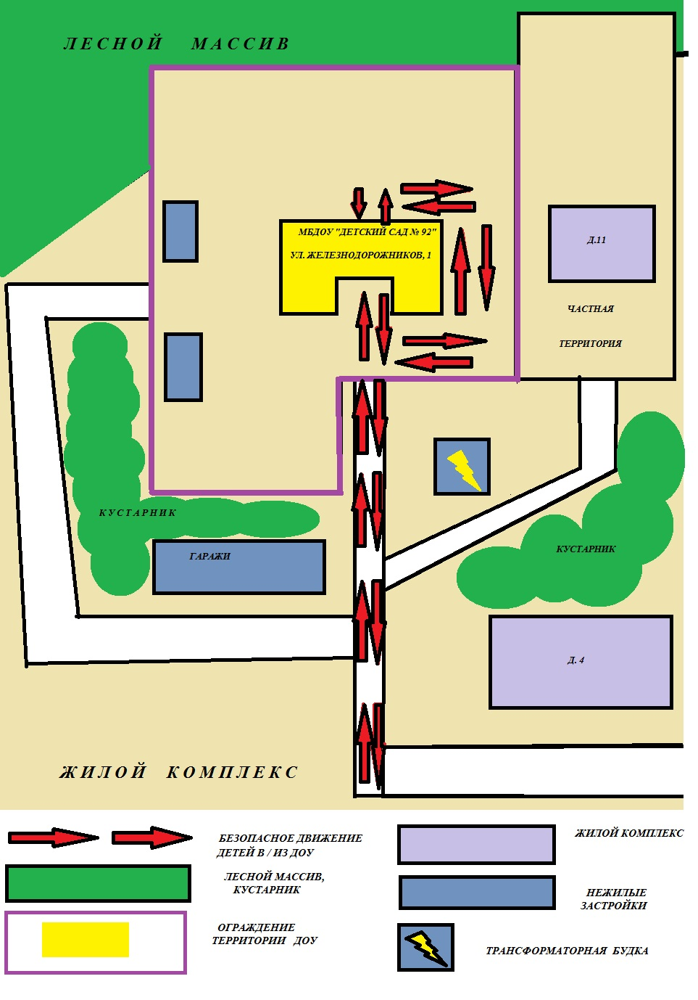 ЛЕСНОЙ МАССИВ
МБДОУ "ДЕТСКИЙ САД № 92"
УЛ. ЖЕЛЕЗНОДОРОЖНИКОВ, 1
Д.11
ЧАСТНАЯ
ТЕРРИТОРИЯ
КУСТАРНИК
ГАРАЖИ
КУСТАРНИК
Д. 4
ЖИЛОЙ КОМПЛЕКС
БЕЗОПАСНОЕ ДВИЖЕНИЕ
ДЕТЕЙ В / ИЗ ДОУ
ЛЕСНОЙ МАССИВ,
КУСТАРНИК
ОГРАЖДЕНИЕ
ТЕРРИТОРИИ ДОУ
ЖИЛОЙ КОМПЛЕКС
НЕЖИЛЫЕ
ЗАСТРОЙКИ
ТРАНСФОРМАТОРНАЯ БУДКА